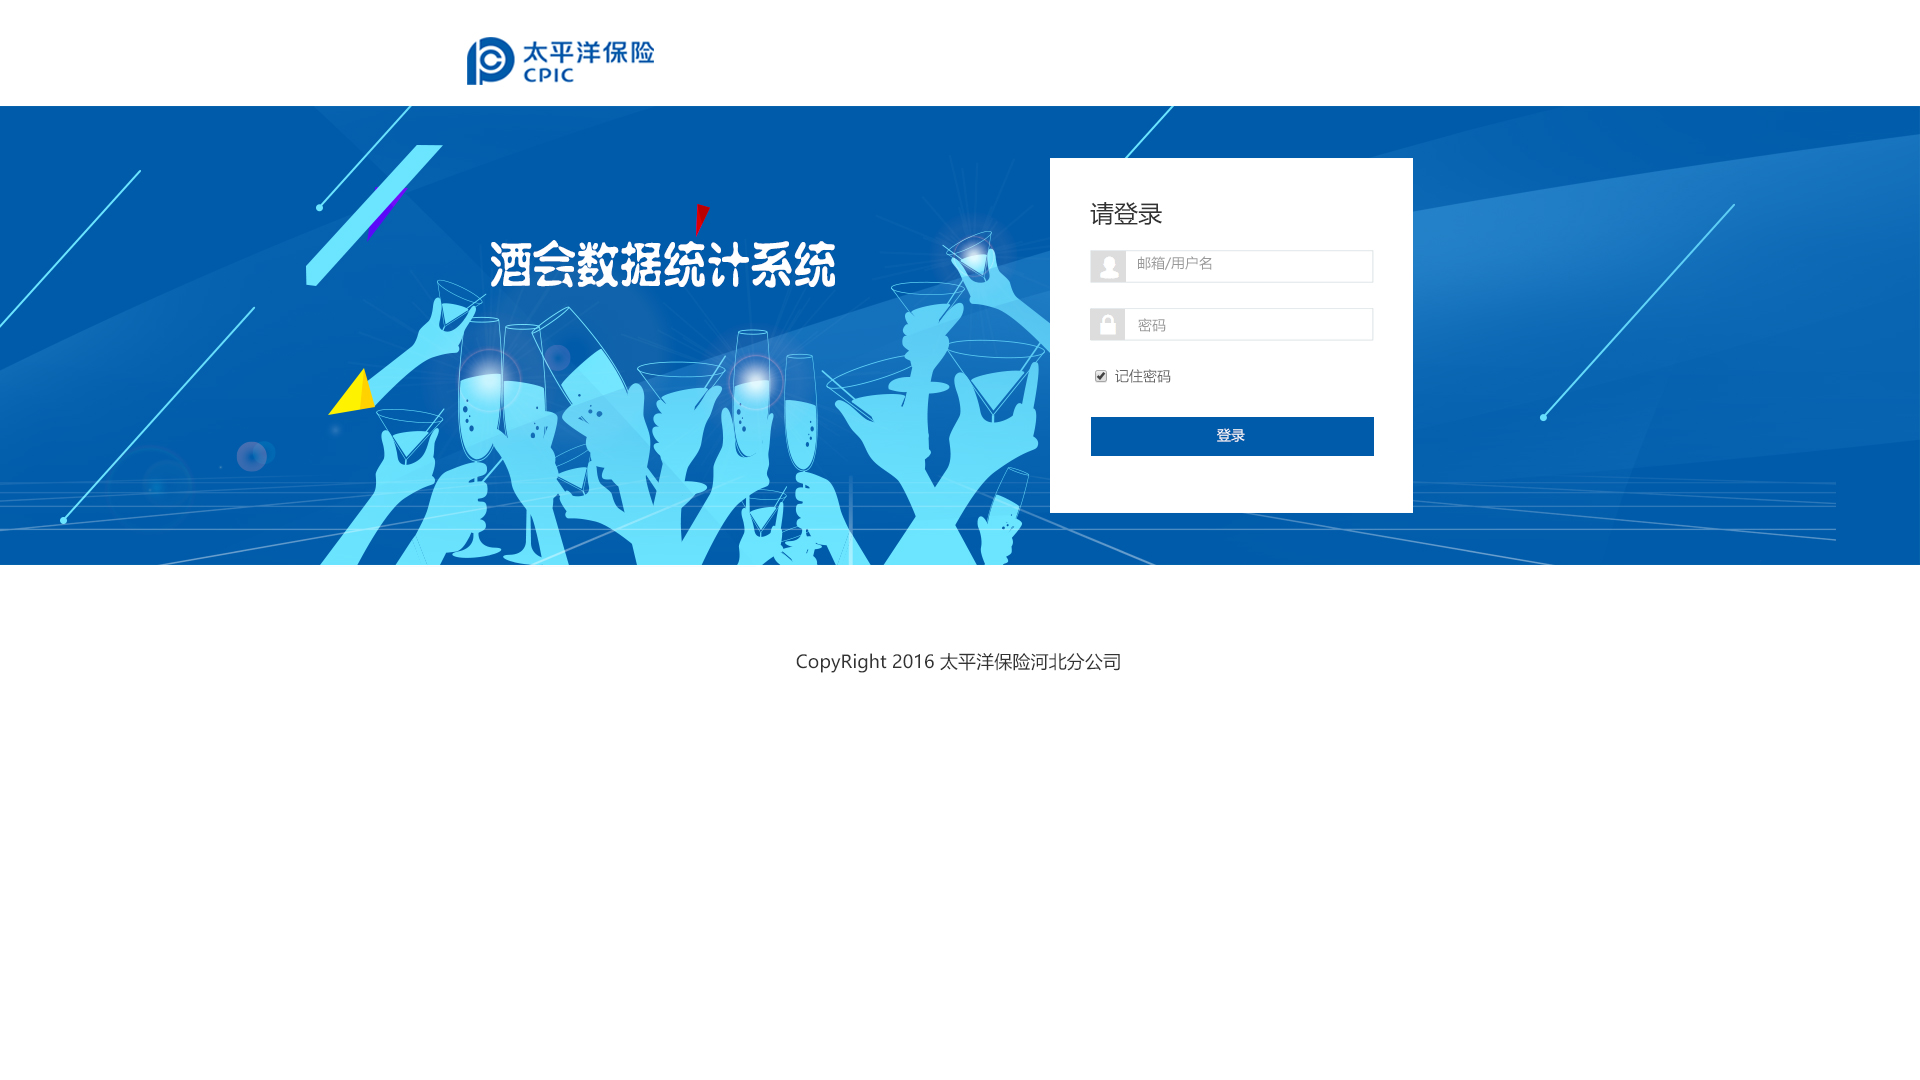 太平洋保险
CPIC
酒会数据统计系统
请登录
邮箱/用户名
密码
记住密码
登录
CopyRight 2016 太平洋保险河北分公司